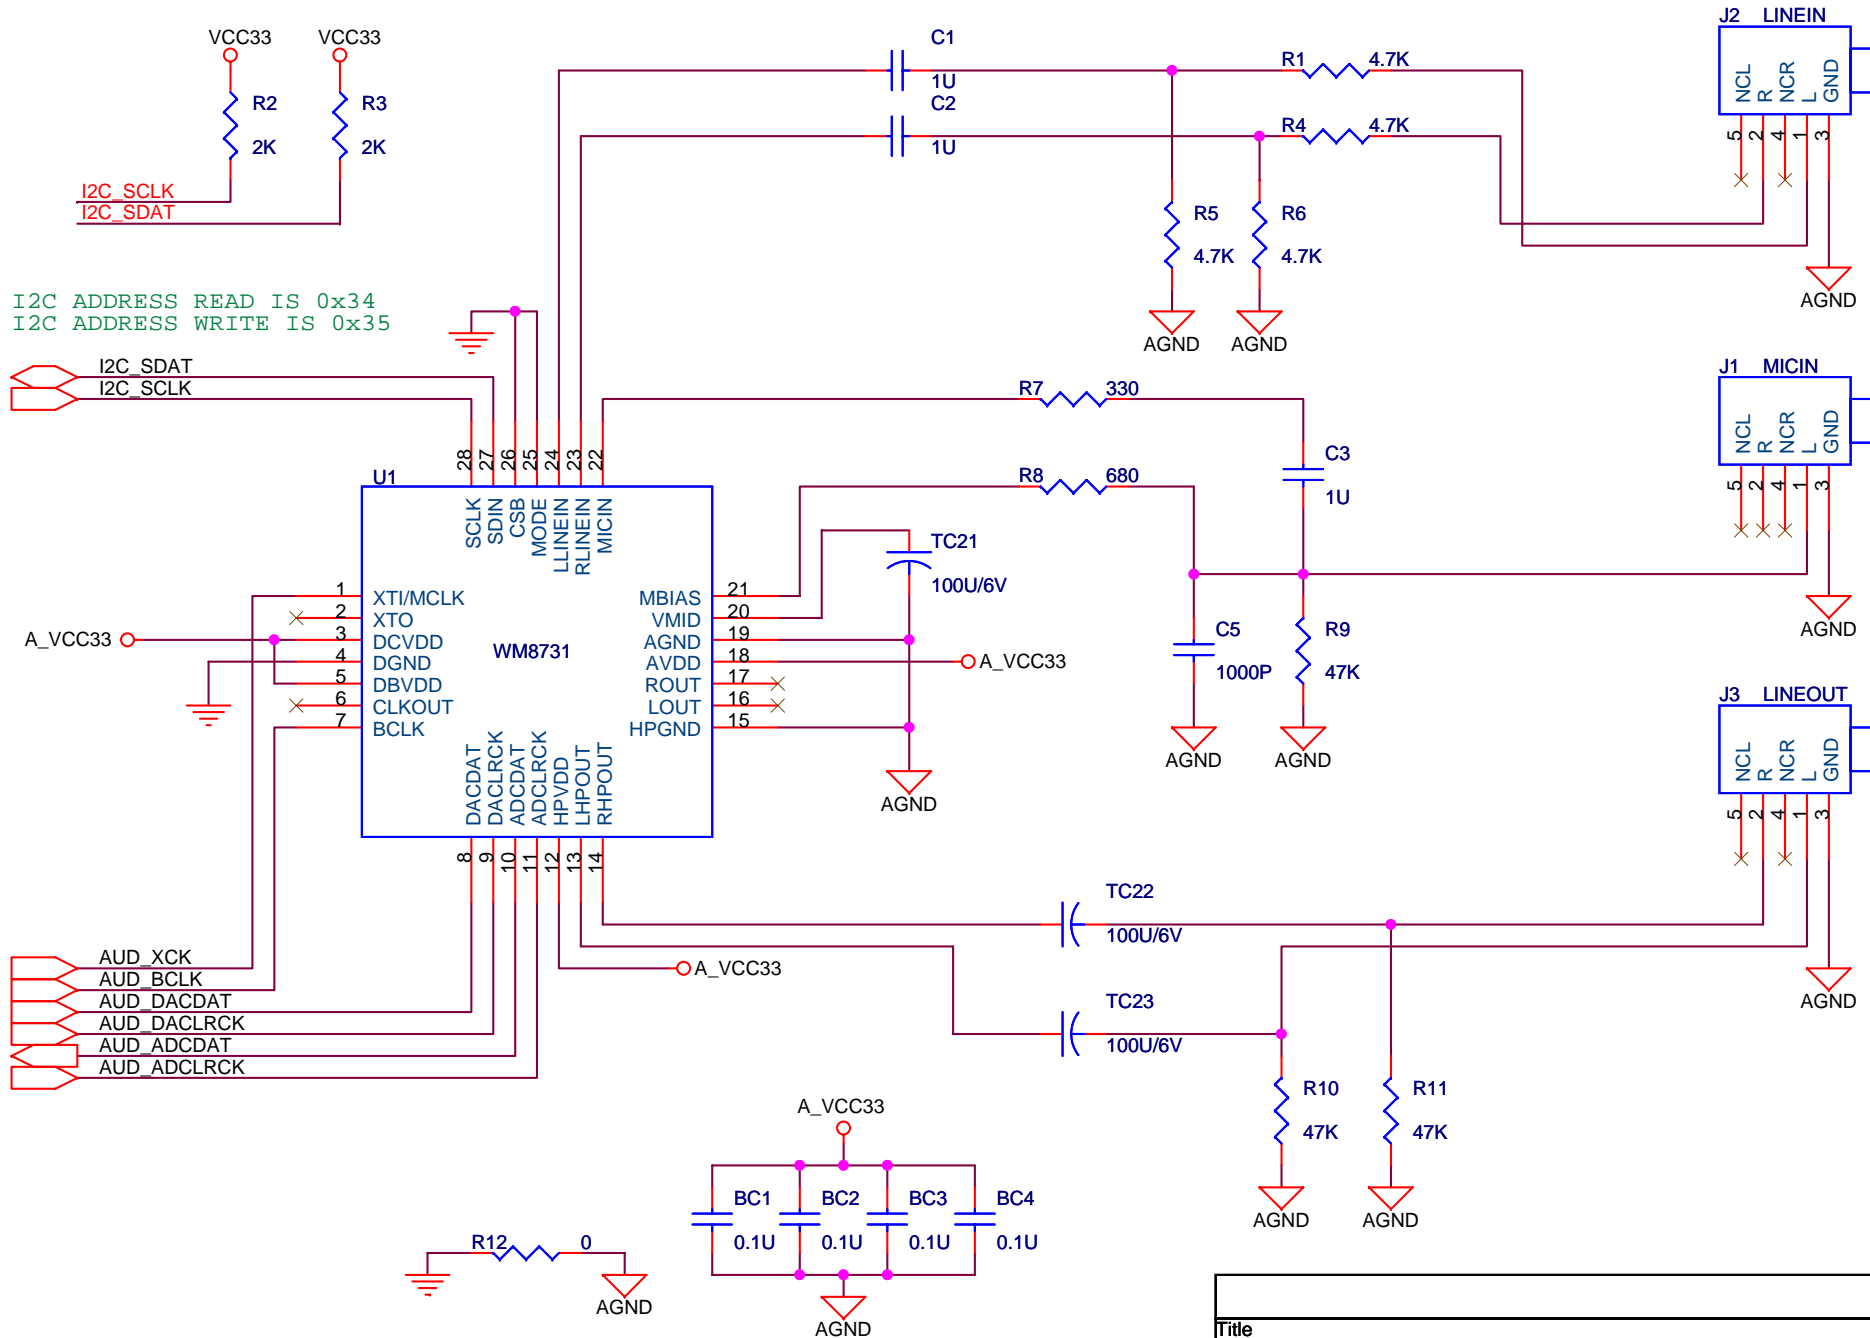 VCC33
VCC33
R2
2K
R3
2K
I2C_SCLK
I2C_SDAT
C1
1U
C2
1U
R1
4.7K
R4
4.7K
R5
4.7K
R6
4.7K
AGND
AGND
J2 LINEIN
NCL
R
NCR
L
GND
5
2
4
1
3
AGND
I2C ADDRESS READ IS 0x34
I2C ADDRESS WRITE IS 0x35
I2C_SDAT
I2C_SCLK
R7
330
R8
680
C3
1U
J1 MICIN
NCL
R
NCR
L
GND
5
2
4
1
3
AGND
U1
28
27
26
25
24
23
22
SCLK
SDIN
CSB
MODE
LLINEIN
RLINEIN
MICIN
TC21
100U/6V
A_VCC33
1
2
3
4
5
6
7
XTI/MCLK
XTO
DCVDD
DGND
DBVDD
CLKOUT
BCLK
WM8731
MBIAS
VMID
AGND
AVDD
ROUT
LOUT
HPGND
21
20
19
18
17
16
15
A_VCC33
AGND
C5
1000P
R9
47K
AGND
AGND
J3 LINEOUT
NCL
R
NCR
L
GND
5
2
4
1
3
AGND
DACDAT
DACLRCK
ADCDAT
ADCLRCK
HPVDD
LHPOUT
RHPOUT
8
9
10
11
12
13
14
TC22
100U/6V
A_VCC33
TC23
100U/6V
AUD_XCK
AUD_BCLK
AUD_DACDAT
AUD_DACLRCK
AUD_ADCDAT
AUD_ADCLRCK
R10
47K
R11
47K
AGND
AGND
A_VCC33
BC1
0.1U
BC2
0.1U
BC3
0.1U
BC4
0.1U
AGND
R12
0
AGND
Title